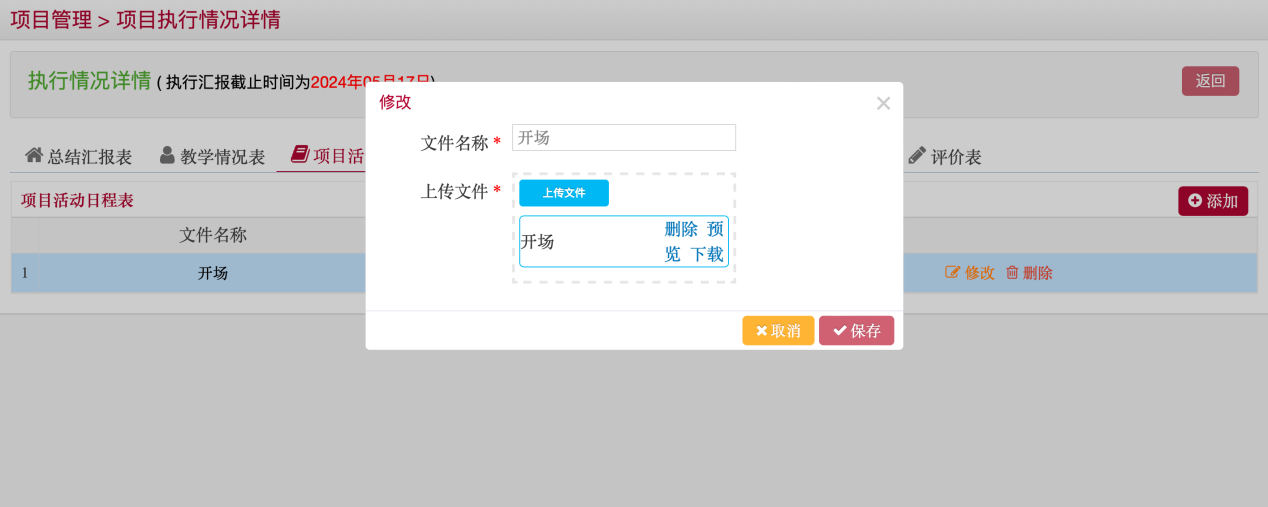 项目管理 > 项目执行情况详情
执行情况详情 ( 执行汇报截止时间为2024年05月17日)
返回
修改
×
文件名称 *
开场
总结汇报表
教学情况表
项目活
评价表
上传文件 *
上传文件
项目活动日程表
添加
开场
删除 预
览 下载
文件名称
1
开场
修改
删除
取消
保存